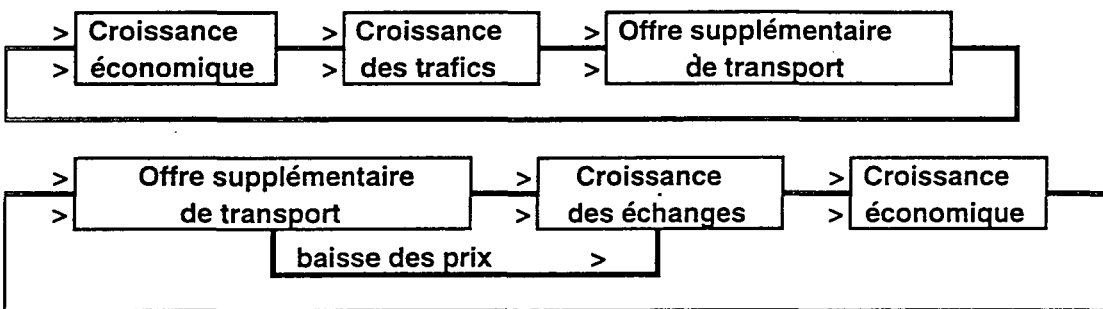 > Croissance > Croissance > Offre supplémentaire
> économique > des trafics > de transport
> Offre supplémentaire > Croissance > Croissance
> de transport > des échanges > économique
baisse des prix >